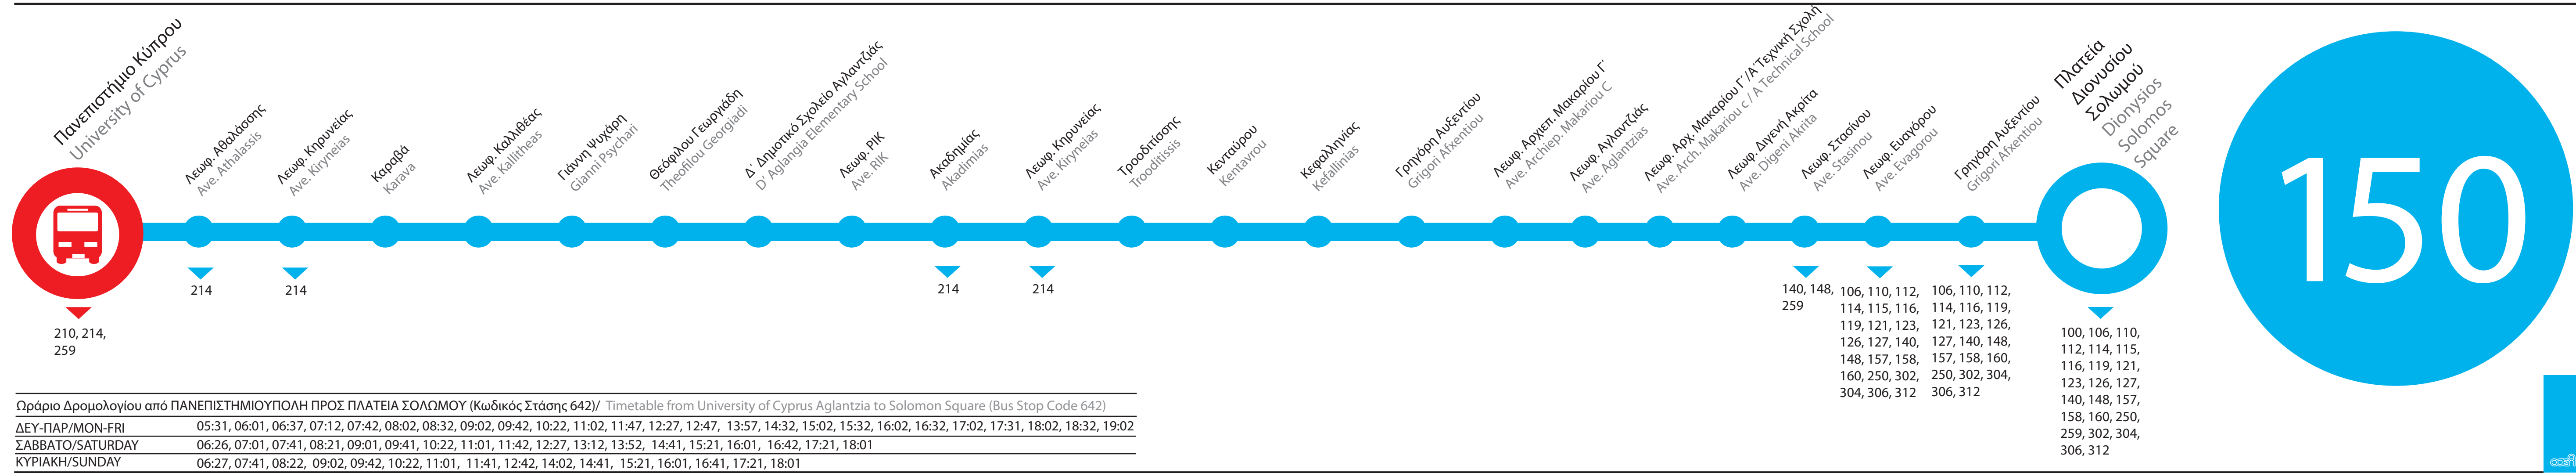 Πανεπιστήμιο Κύπρου
University of Cyprus
Λεωφ. Αθαλάσσης
Ave. Athalassis
Λεωφ. Κηρυνείας
Ave. Kiryneias
Καραβά
Karava
Λεωφ. Καλλιθέας
Ave. Kallitheas
Γιάννη Ψυχάρη
Gianni Psychari
Θεόφιλου Γεωργιάδη
Theofilou Georgiadi
Δ΄ Δημοτικό Σχολείο Αγλαντζιάς
D’ Aglangia Elementary School
Λεωφ. ΡΙΚ
Ave. RIK
Ακαδημίας
Akadimias
Λεωφ. Κηρυνείας
Ave. Kiryneias
Τροοδιτίσσης
Trooditissis
Κενταύρου
Kentavrou
Κεφαλληνίας
Kefallinias
Γρηγόρη Αυξεντίου
Grigori Afxentiou
Λεωφ. Αρχιεπ. Μακαρίου Γ΄
Ave. Archiep. Makariou C
Λεωφ. Αγλαντζιάς
Ave. Aglantzias
Λεωφ. Αρχ. Μακαρίου Γ΄/Α΄Τεχνική Σχολή
Ave. Arch. Makariou c / A Technical School
Λεωφ. Διγενή Ακρίτα
Ave. Digeni Akrita
Λεωφ. Στασίνου
Ave. Stasinou
Λεωφ. Ευαγόρου
Ave. Evagorou
Γρηγόρη Αυξεντίου
Grigori Afxentiou
Πλατεία
Διονυσίου
Σολωμού
Dionysios
Solomos
Square
150
210, 214,
259
214
214
214
214
140, 148,
259
106, 110, 112,
114, 115, 116,
119, 121, 123,
126, 127, 140,
148, 157, 158,
160, 250, 302,
304, 306, 312
106, 110, 112,
114, 116, 119,
121, 123, 126,
127, 140, 148,
157, 158, 160,
250, 302, 304,
306, 312
100, 106, 110,
112, 114, 115,
116, 119, 121,
123, 126, 127,
140, 148, 157,
158, 160, 250,
259, 302, 304,
306, 312
Ωράριο Δρομολογίου από ΠΑΝΕΠΙΣΤΗΜΙΟΥΠΟΛΗ ΠΡΟΣ ΠΛΑΤΕΙΑ ΣΟΛΩΜΟΥ (Κωδικός Στάσης 642)/ Timetable from University of Cyprus Aglantzia to Solomon Square (Bus Stop Code 642)
ΔΕΥ-ΠΑΡ/MON-FRI 05:31, 06:01, 06:37, 07:12, 07:42, 08:02, 08:32, 09:02, 09:42, 10:22, 11:02, 11:47, 12:27, 12:47, 13:57, 14:32, 15:02, 15:32, 16:02, 16:32, 17:02, 17:31, 18:02, 18:32, 19:02
ΣΑΒΒΑΤΟ/SATURDAY 06:26, 07:01, 07:41, 08:21, 09:01, 09:41, 10:22, 11:01, 11:42, 12:27, 13:12, 13:52, 14:41, 15:21, 16:01, 16:42, 17:21, 18:01
ΚΥΡΙΑΚΗ/SUNDAY 06:27, 07:41, 08:22, 09:02, 09:42, 10:22, 11:01, 11:41, 12:42, 14:02, 14:41, 15:21, 16:01, 16:41, 17:21, 18:01